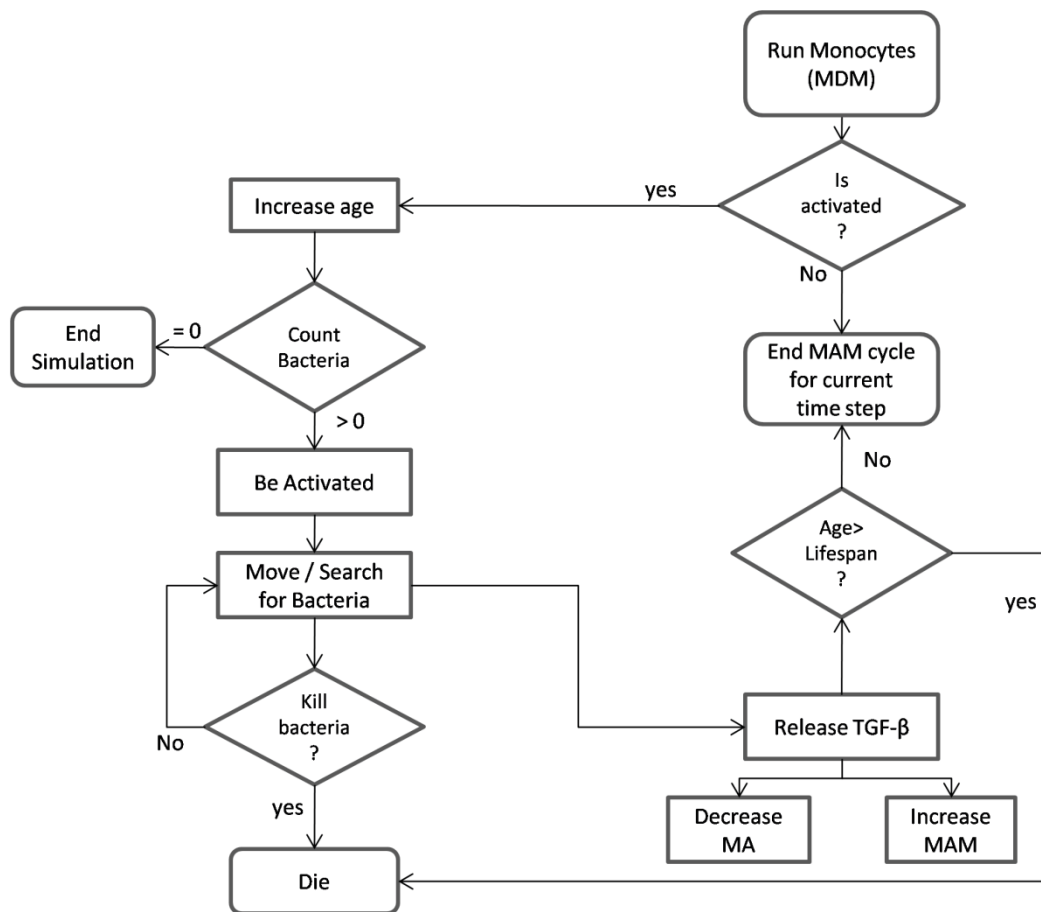 Run Monocytes
(MDM)
Is
activated
?
yes
No
Increase age
Count
Bacteria
= 0
End
Simulation
> 0
Be Activated
Move / Search
for Bacteria
Kill
bacteria
?
No
yes
Die
End MAM cycle
for current
time step
No
Age>
Lifespan
?
yes
Release TGF-β
Decrease
MA
Increase
MAM